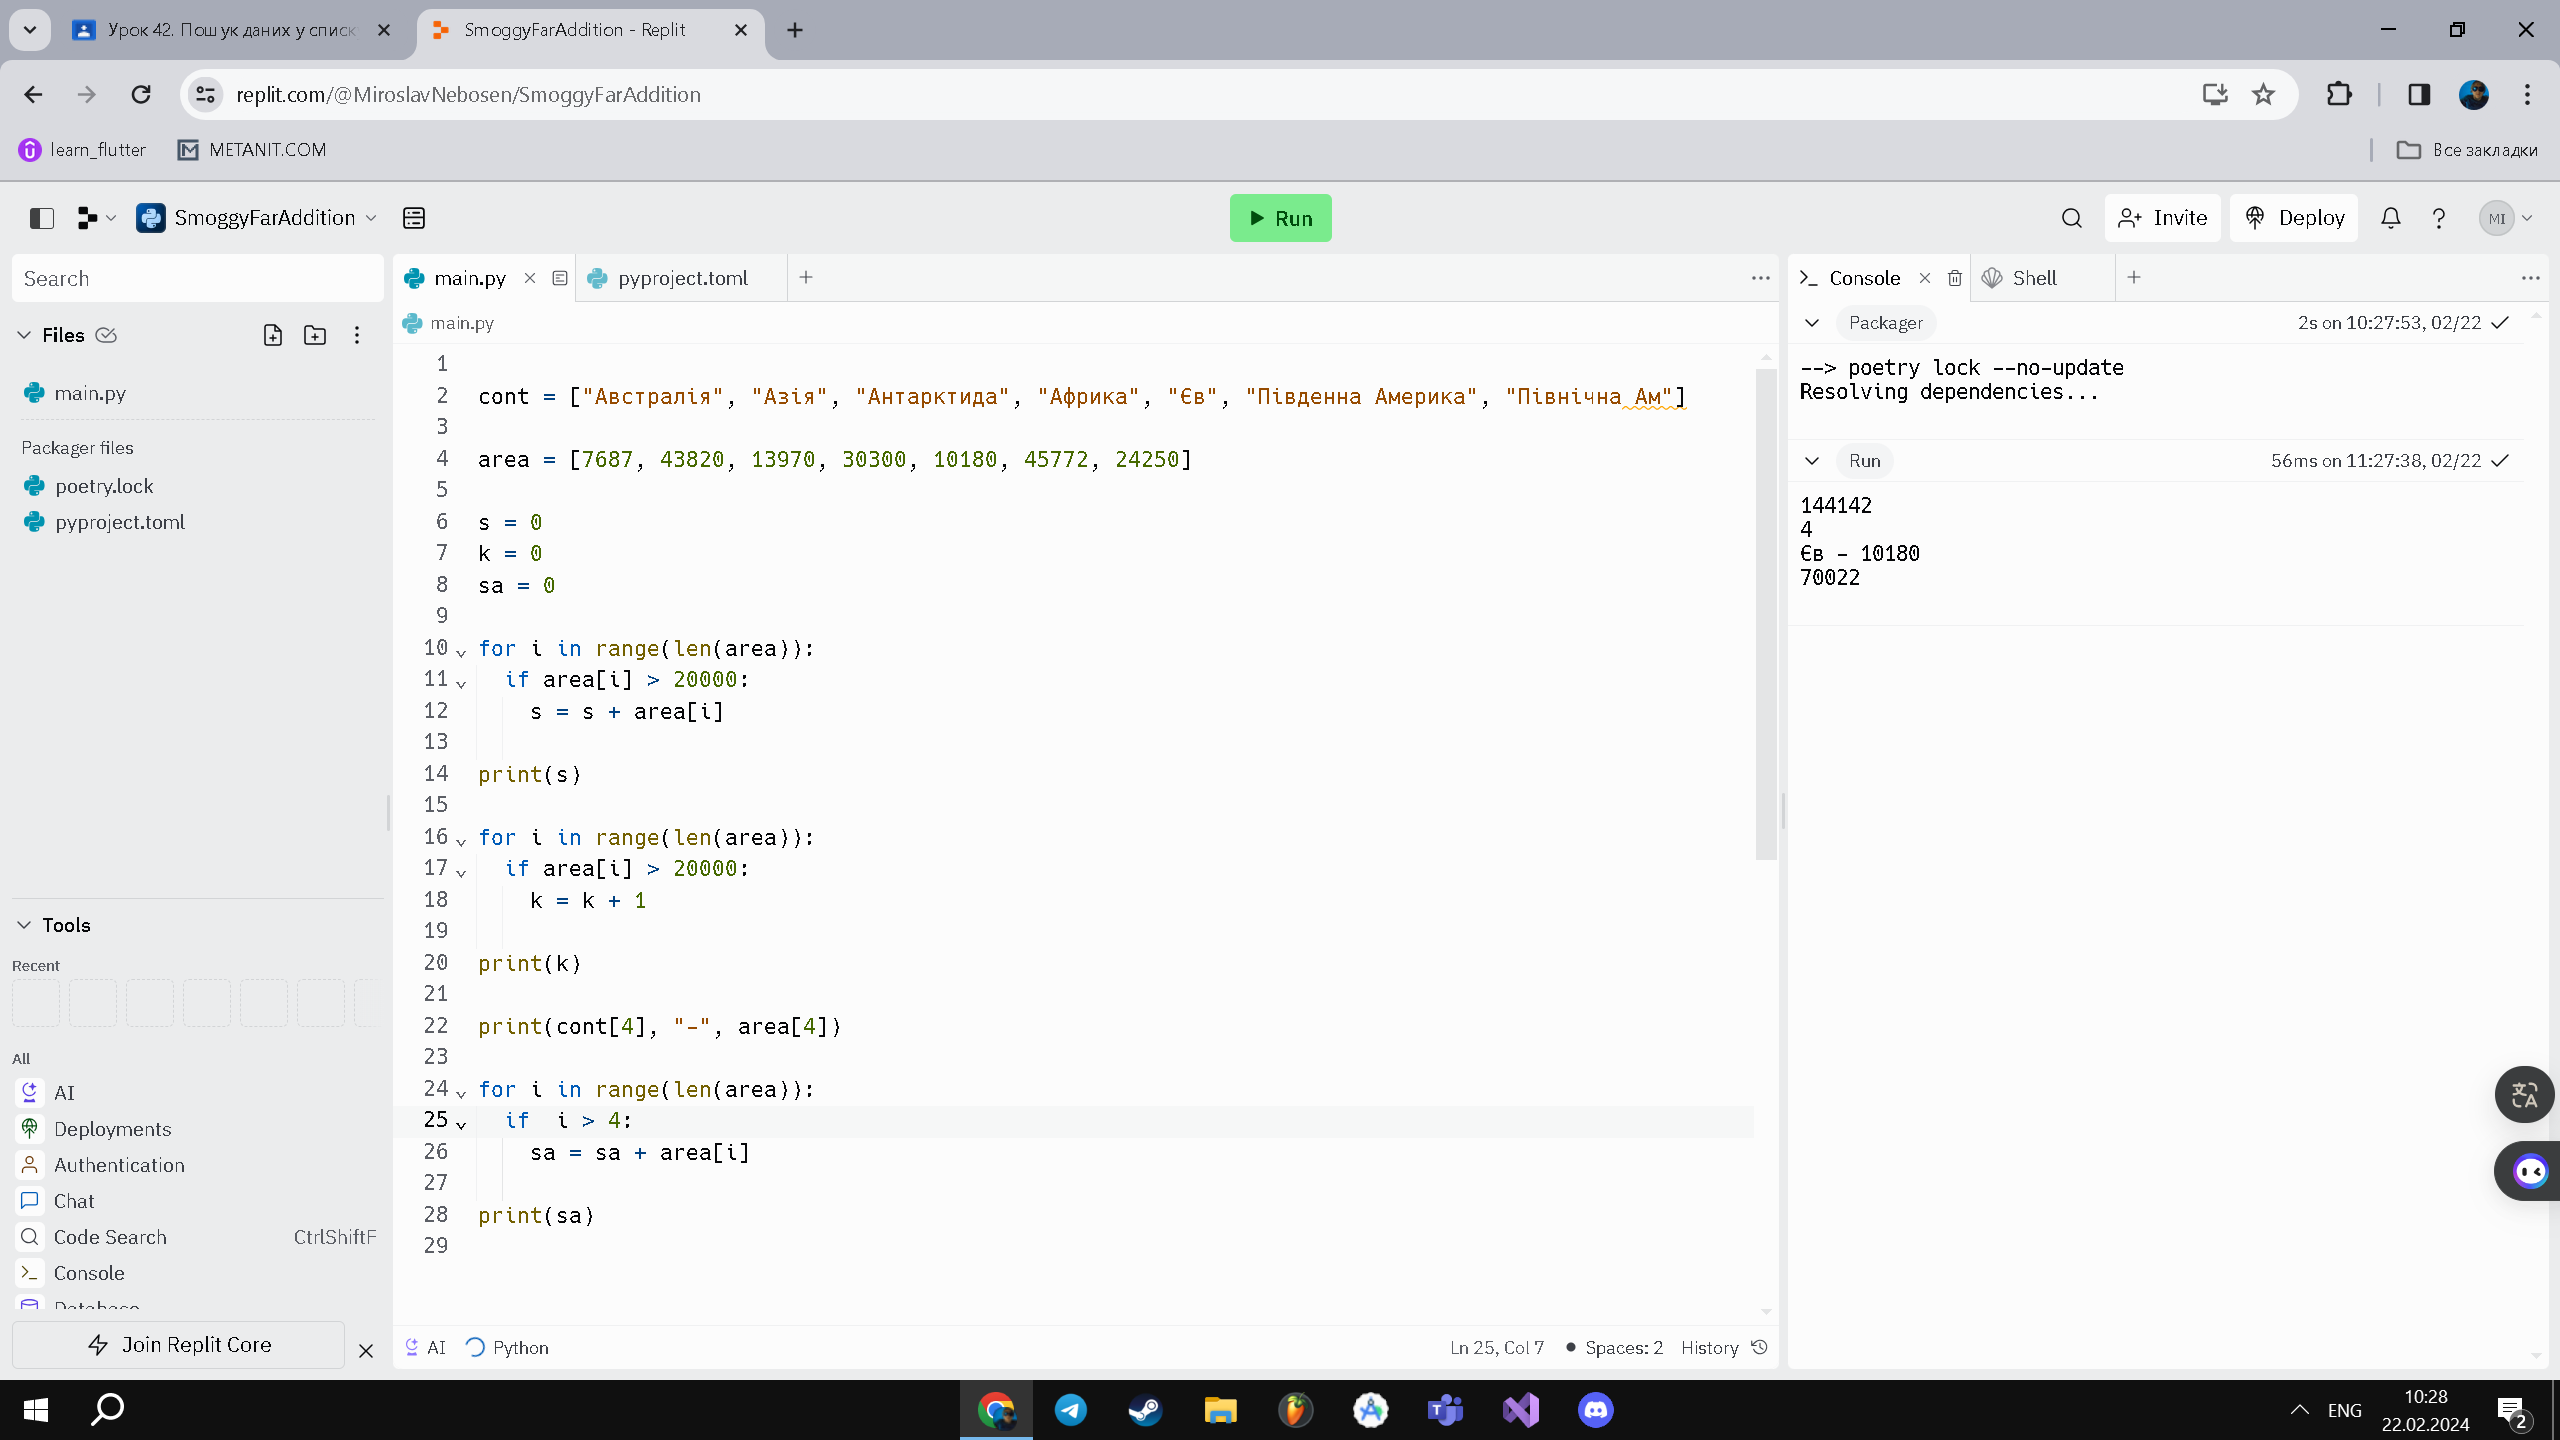 Урок 42. Пошук даних у списк
SmoggyFarAddition - Replit
replit.com/@MiroslavNebosen/SmoggyFarAddition
learn_flutter
METANIT.COM
Все закладки
SmoggyFarAddition
Run
Invite
Deploy
MI
Search
Files
main.py
Packager files
poetry.lock
pyproject.toml
Tools
Recent
All
AI
Deployments
Authentication
Chat
Code Search CtrlShiftF
Console
Database
Join Replit Core
main.py
pyproject.toml
main.py
1
2 cont = ["Австралія", "Азія", "Антарктида", "Африка", "Єв", "Південна Америка", "Північна Ам"]
3
4 area = [7687, 43820, 13970, 30300, 10180, 45772, 24250]
5
6 s = 0
7 k = 0
8 sa = 0
9
10 for i in range(len(area)):
11 if area[i] > 20000:
12 s = s + area[i]
13
14 print(s)
15
16 for i in range(len(area)):
17 if area[i] > 20000:
18 k = k + 1
19
20 print(k)
21
22 print(cont[4], "-", area[4])
23
24 for i in range(len(area)):
25 if  i > 4:
26 sa = sa + area[i]
27
28 print(sa)
29
AI
Python
Ln 25, Col 7
Spaces: 2
History
Console
Shell
Packager
2s on 10:27:53, 02/22
--> poetry lock --no-update
Resolving dependencies...
Run
56ms on 11:27:38, 02/22
144142
4
Єв - 10180
70022
ENG
10:28
22.02.2024
2